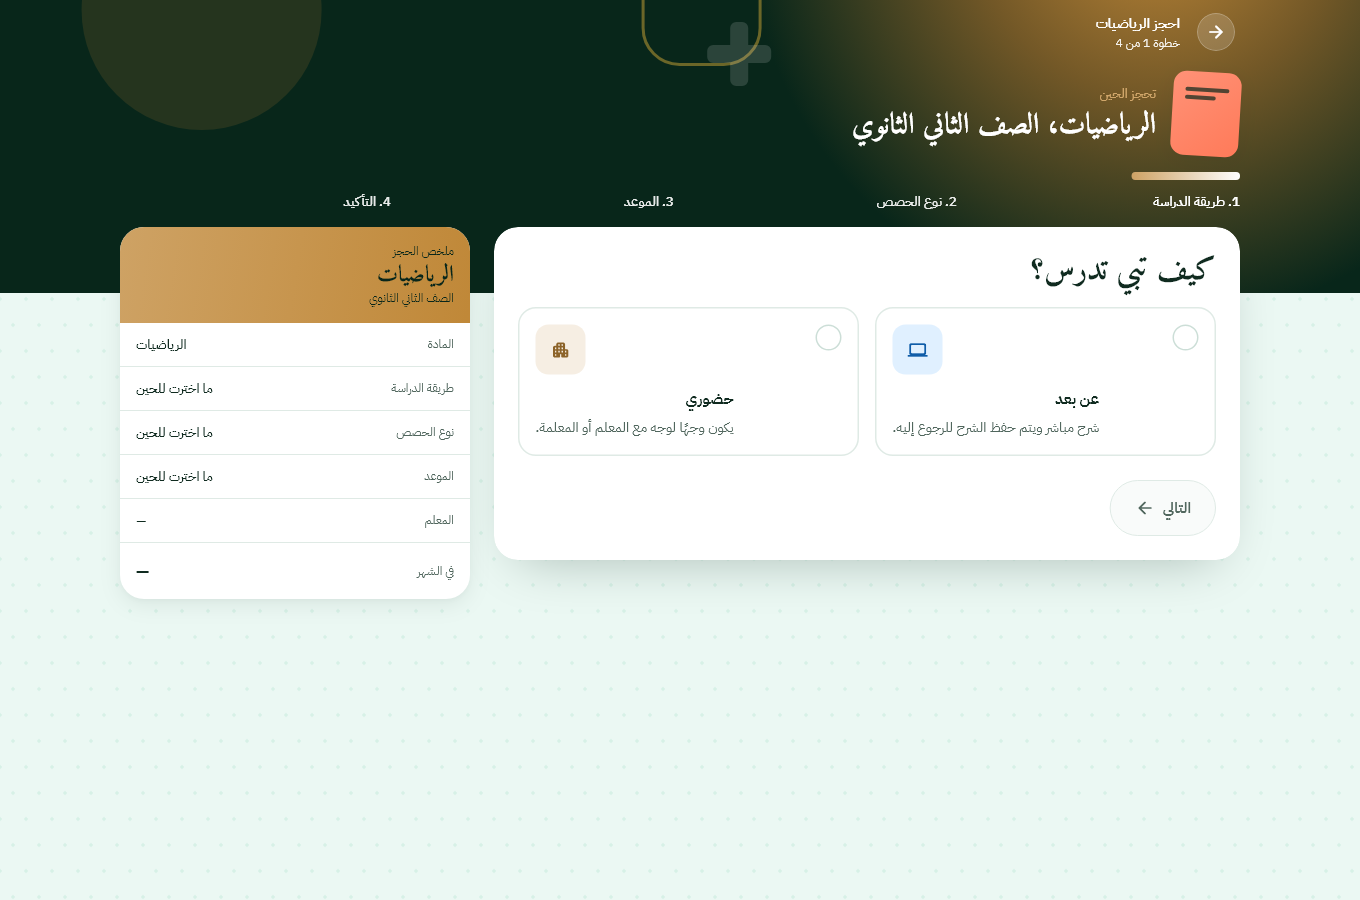 احجز الرياضيات
خطوة 1 من 4
تحجز الحين
الرياضيات، الصف الثاني الثانوي
1. طريقة الدراسة
2. نوع الحصص
3. الموعد
4. التأكيد
كيف تبي تدرس؟
عن بعد
شرح مباشر ويتم حفظ الشرح للرجوع إليه.
حضوري
يكون وجهًا لوجه مع المعلم أو المعلمة.
التالي
ملخص الحجز
الرياضيات
الصف الثاني الثانوي
المادة الرياضيات
طريقة الدراسة ما اخترت للحين
نوع الحصص ما اخترت للحين
الموعد ما اخترت للحين
المعلم –
في الشهر –